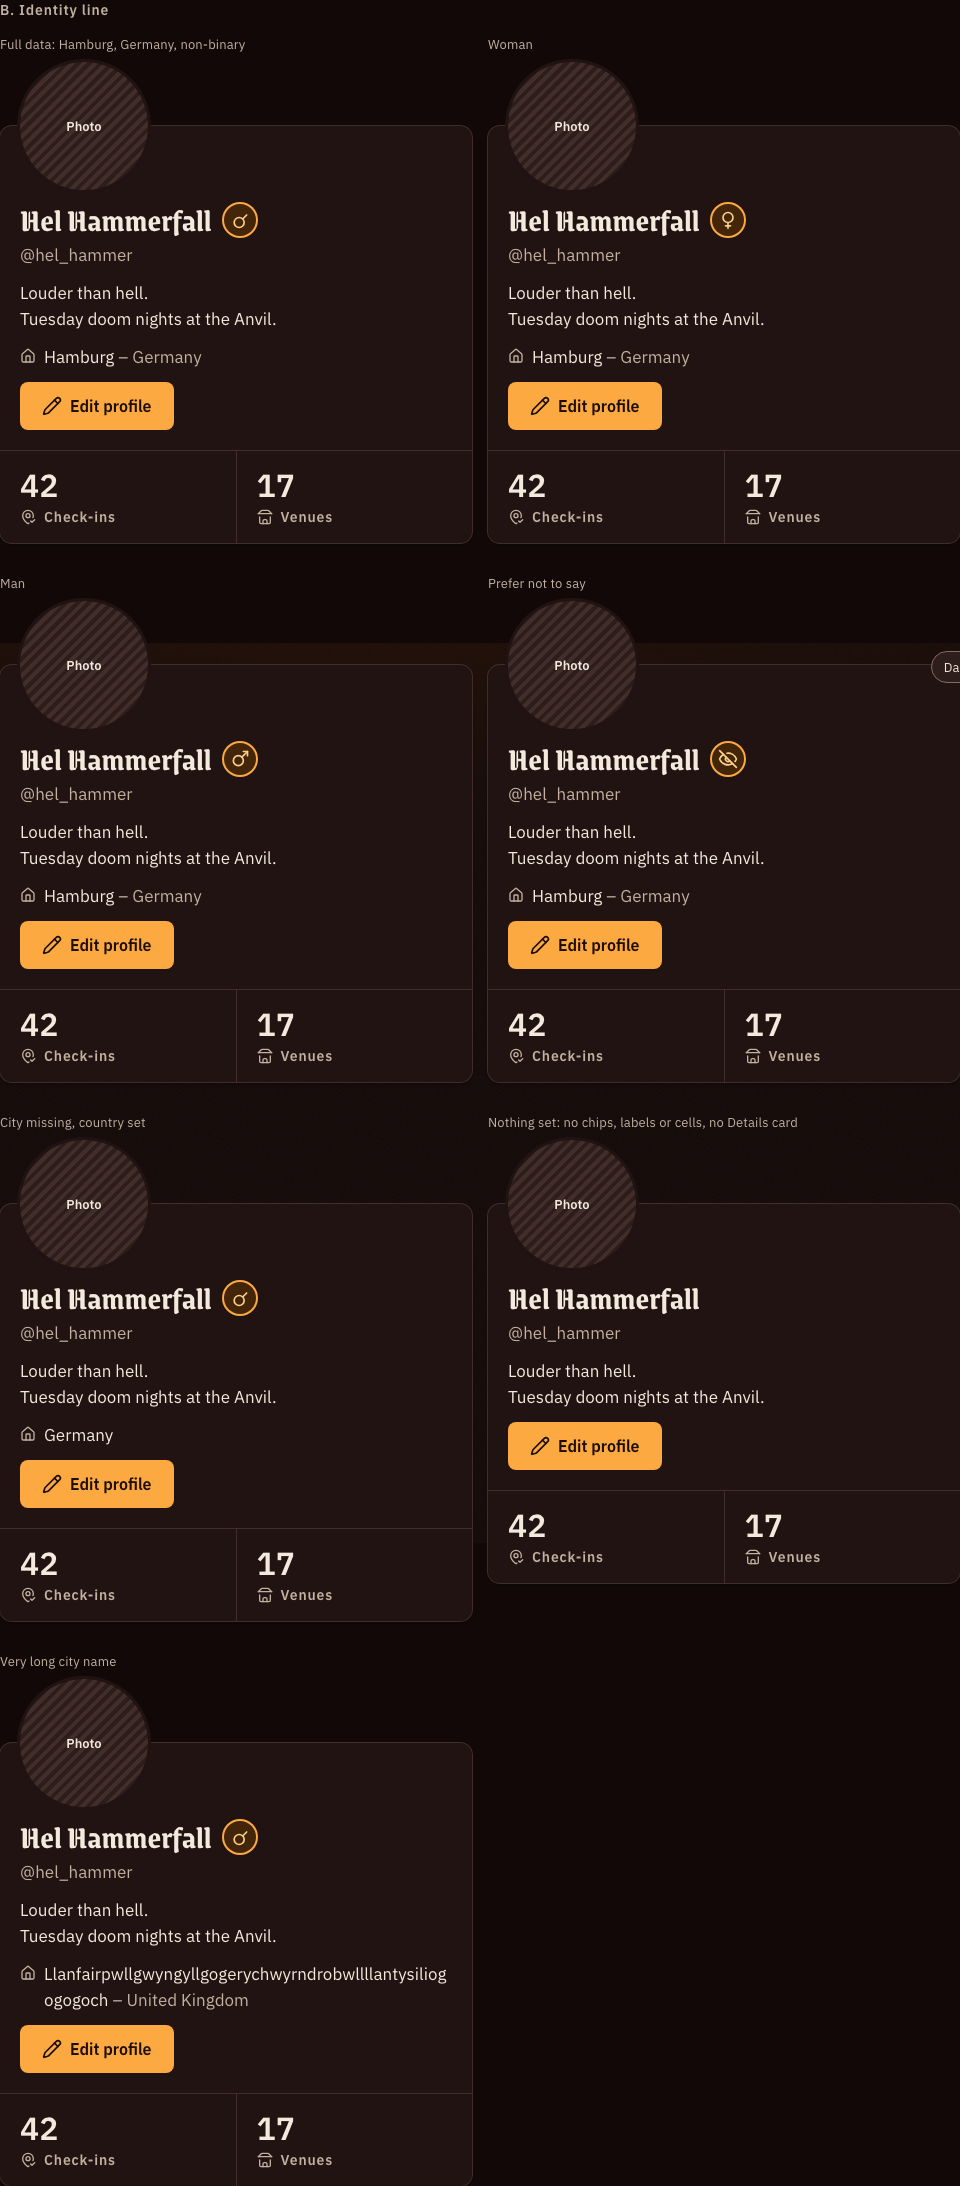 B. Identity line
Full data: Hamburg, Germany, non-binary
Photo
Hel Hammerfall
@hel_hammer
Louder than hell.
Tuesday doom nights at the Anvil.
Hamburg – Germany
Edit profile
42
Check-ins
17
Venues
Woman
Photo
Hel Hammerfall
@hel_hammer
Louder than hell.
Tuesday doom nights at the Anvil.
Hamburg – Germany
Edit profile
42
Check-ins
17
Venues
Man
Photo
Hel Hammerfall
@hel_hammer
Louder than hell.
Tuesday doom nights at the Anvil.
Hamburg – Germany
Edit profile
42
Check-ins
17
Venues
Prefer not to say
Da
Photo
Hel Hammerfall
@hel_hammer
Louder than hell.
Tuesday doom nights at the Anvil.
Hamburg – Germany
Edit profile
42
Check-ins
17
Venues
City missing, country set
Photo
Hel Hammerfall
@hel_hammer
Louder than hell.
Tuesday doom nights at the Anvil.
Germany
Edit profile
42
Check-ins
17
Venues
Nothing set: no chips, labels or cells, no Details card
Photo
Hel Hammerfall
@hel_hammer
Louder than hell.
Tuesday doom nights at the Anvil.
Edit profile
42
Check-ins
17
Venues
Very long city name
Photo
Hel Hammerfall
@hel_hammer
Louder than hell.
Tuesday doom nights at the Anvil.
Llanfairpwllgwyngyllgogerychwyrndrobwllllantysiliog
ogogoch – United Kingdom
Edit profile
42
Check-ins
17
Venues